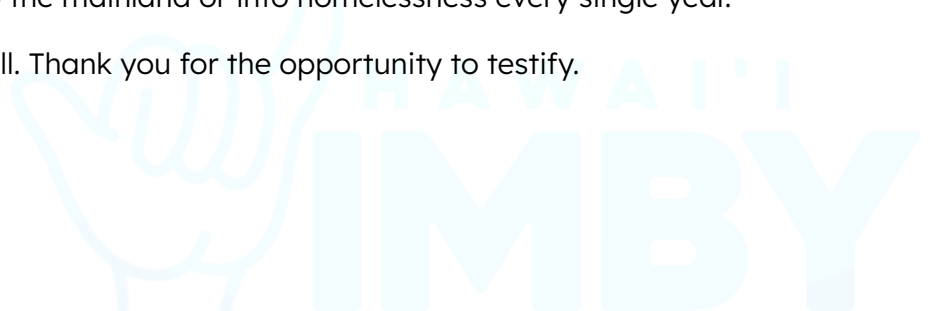 the mainland or into homelessness every single year.
ll. Thank you for the opportunity to testify.
HAWAI'I
IMBY